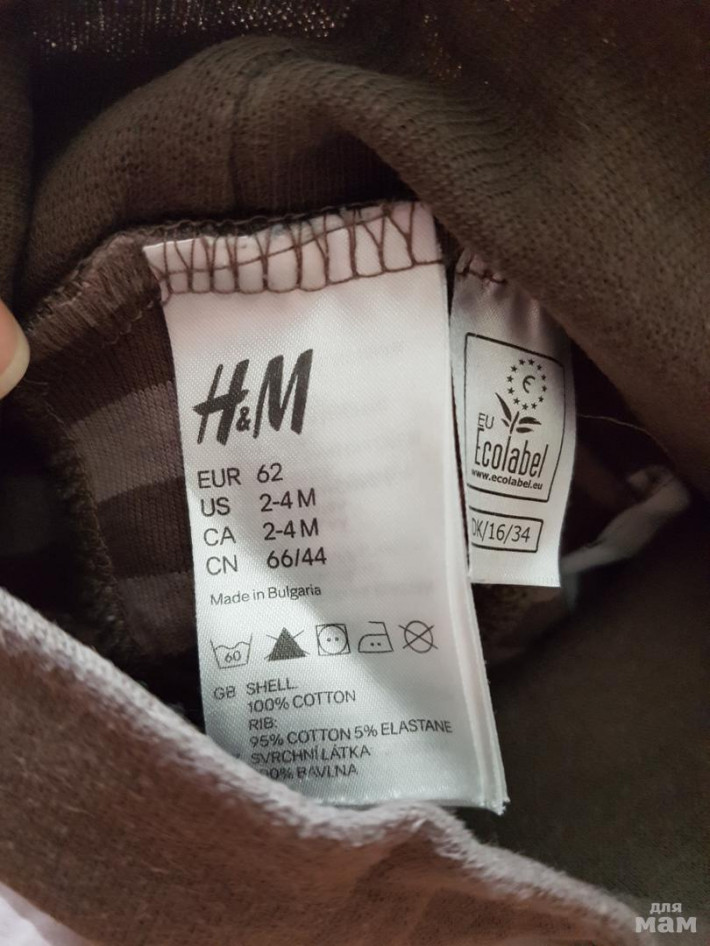 H&M
EUR 62
US 2-4 M
CA 2-4 M
CN 66/44
Made in Bulgaria
60
GB SHELL.
100% COTTON
RIB:
95% COTTON 5% ELASTANE
SVRCHNÍ LÁTKA
BAVLNA
EU
Ecolabel
www.ecolabel.eu
DK/16/34
для
мам